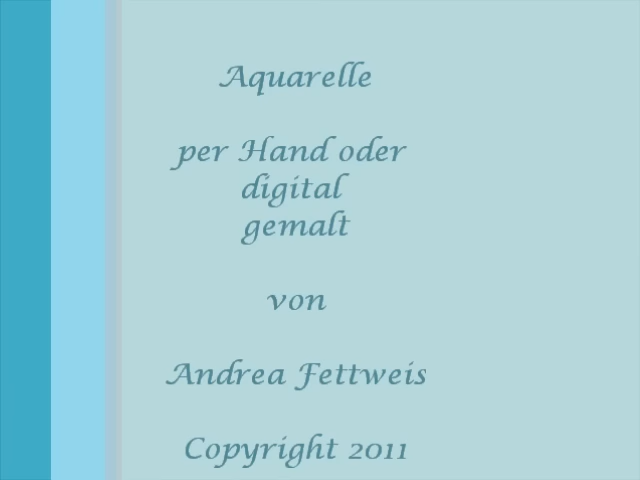 Aquarelle
per Hand oder
digital
gemalt
von
Andrea Fettweis
Copyright 2011